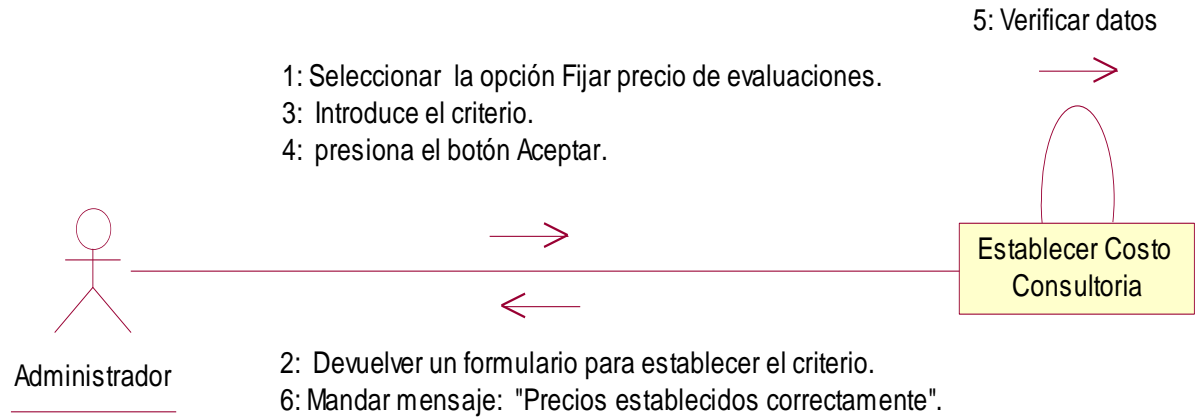 5: Verificar datos
1: Seleccionar la opción Fijar precio de evaluaciones.
3: Introduce el criterio.
4: presiona el botón Aceptar.
Establecer Costo
Consultoria
Administrador
2: Devuelver un formulario para establecer el criterio.
6: Mandar mensaje: "Precios establecidos correctamente".